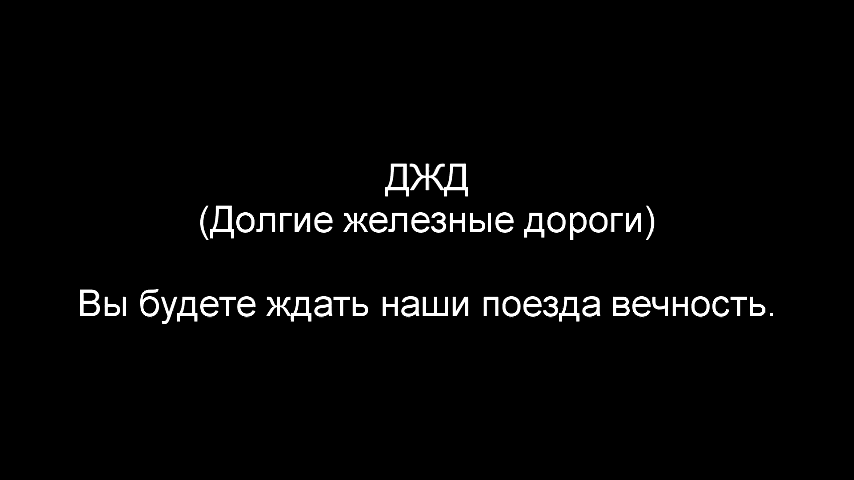 ДЖД
(Долгие железные дороги)
Вы будете ждать наши поезда вечность.